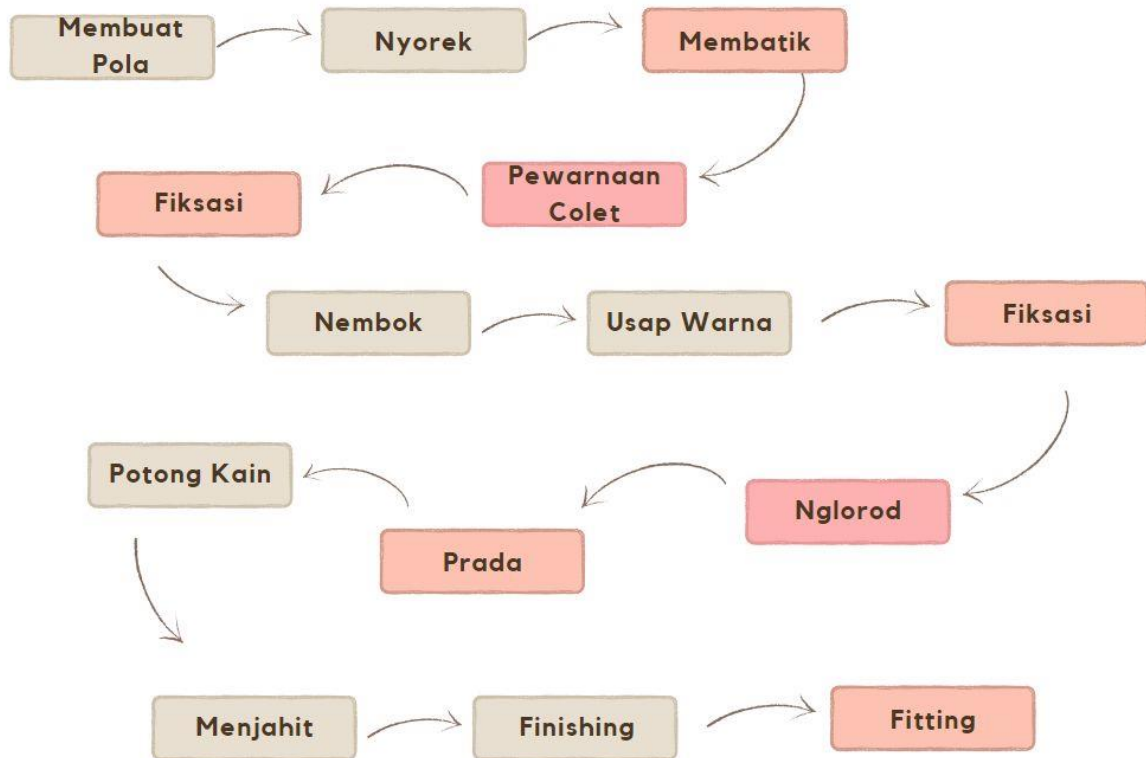 Membuat
Pola
Nyorek
Membatik
Pewarnaan
Colet
Fiksasi
Nembok
Usap Warna
Fiksasi
Nglorod
Prada
Potong Kain
Menjahit
Finishing
Fitting